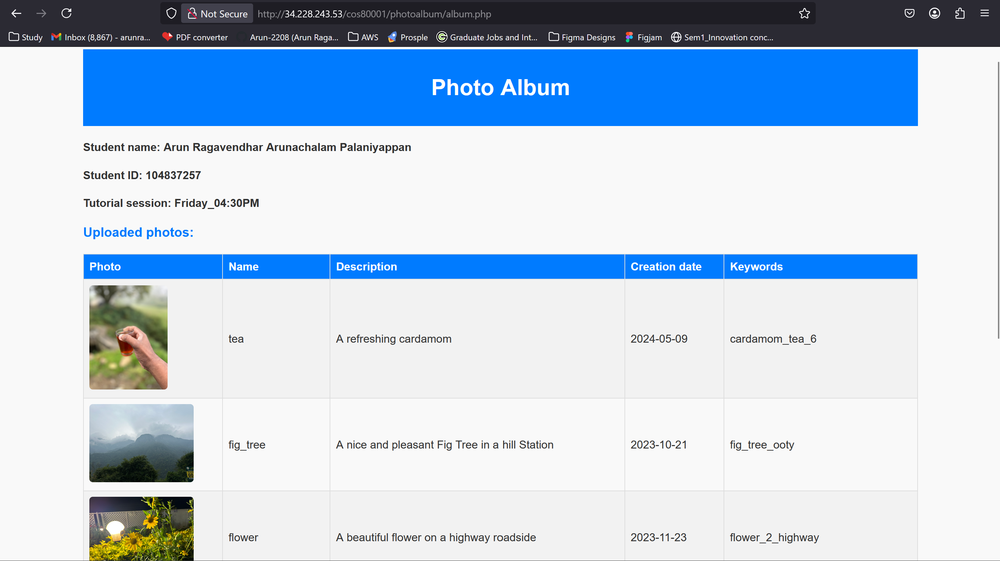 Not Secure http://34.228.243.53/cos80001/photoalbum/album.php
Study Inbox (8,867) - arunra... PDF converter Arun-2208 (Arun Raga... AWS Prosple Graduate Jobs and Int... Figma Designs Figjam Sem1_Innovation conc...
Photo Album
Student name: Arun Ragavendhar Arunachalam Palaniyappan
Student ID: 104837257
Tutorial session: Friday_04:30PM
Uploaded photos:
Photo Name Description Creation date Keywords
tea A refreshing cardamom 2024-05-09 cardamom_tea_6
fig_tree A nice and pleasant Fig Tree in a hill Station 2023-10-21 fig_tree_ooty
GO
flower A beautiful flower on a highway roadside 2023-11-23 flower_2_highway